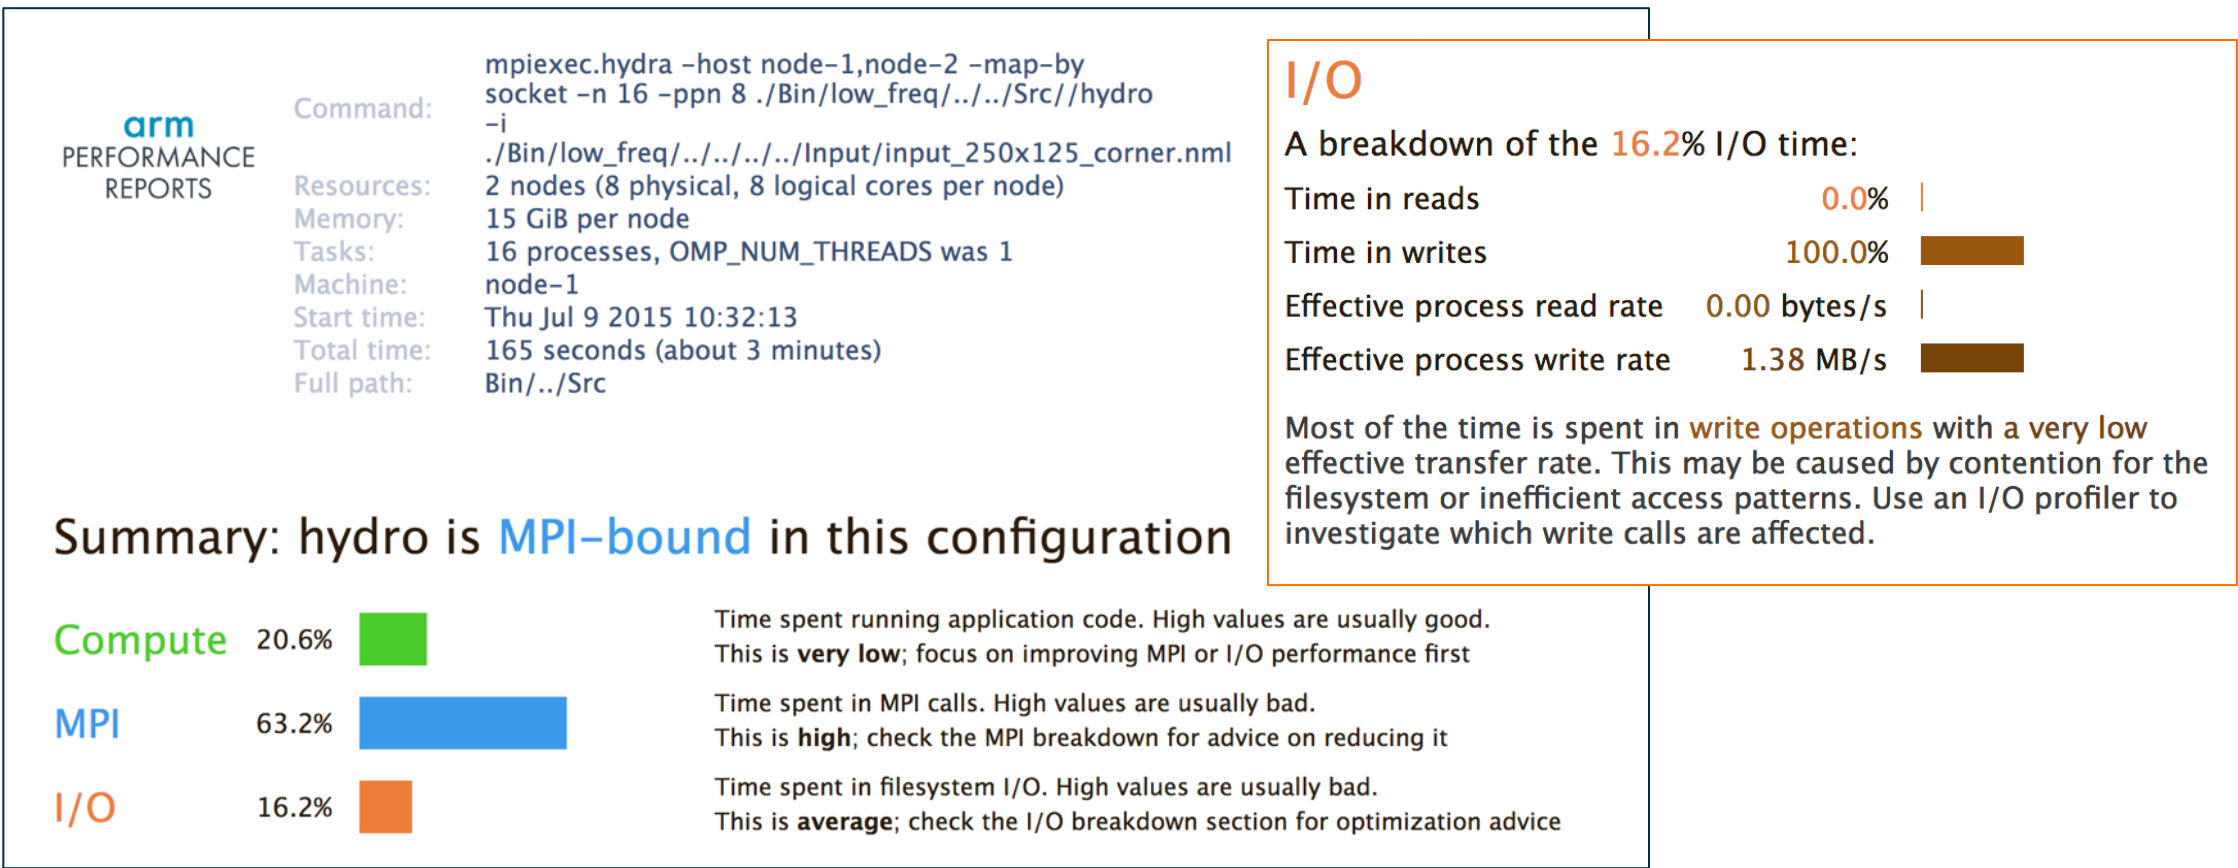 arm
PERFORMANCE
REPORTS
Command:
mpiexec.hydra -host node-1,node-2 -map-by
socket -n 16 -ppn 8 ./Bin/low_freq/../../Src//hydro
-i
./Bin/low_freq/../../../../Input/input_250x125_corner.nml
Resources: 2 nodes (8 physical, 8 logical cores per node)
Memory: 15 GiB per node
Tasks: 16 processes, OMP_NUM_THREADS was 1
Machine: node-1
Start time: Thu Jul 9 2015 10:32:13
Total time: 165 seconds (about 3 minutes)
Full path: Bin/../Src
Summary: hydro is MPI-bound in this configuration
Compute 20.6%
Time spent running application code. High values are usually good.
This is very low; focus on improving MPI or I/O performance first
MPI 63.2%
Time spent in MPI calls. High values are usually bad.
This is high; check the MPI breakdown for advice on reducing it
I/O 16.2%
Time spent in filesystem I/O. High values are usually bad.
This is average; check the I/O breakdown section for optimization advice
I/O
A breakdown of the 16.2% I/O time:
Time in reads 0.0%
Time in writes 100.0%
Effective process read rate 0.00 bytes/s
Effective process write rate 1.38 MB/s
Most of the time is spent in write operations with a very low
effective transfer rate. This may be caused by contention for the
filesystem or inefficient access patterns. Use an I/O profiler to
investigate which write calls are affected.